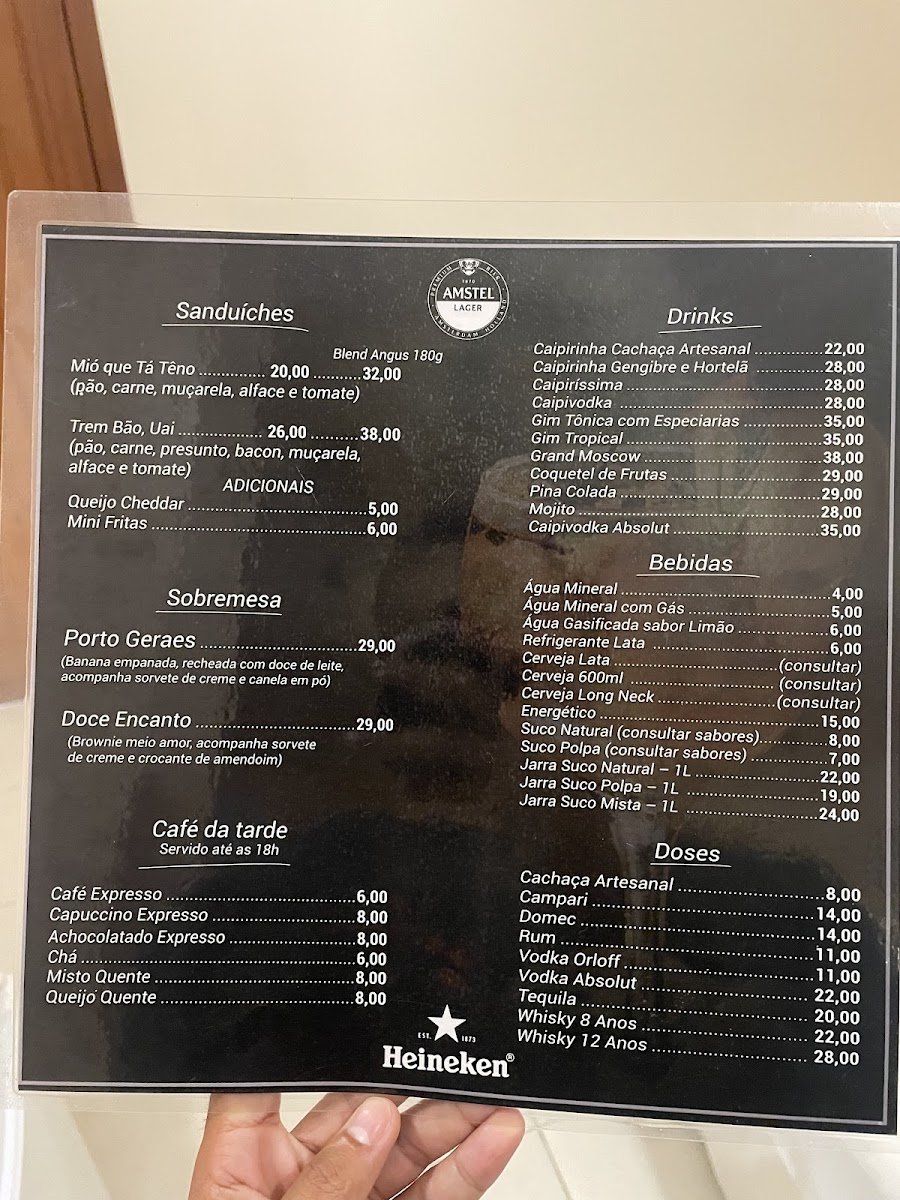 PREMIUM BIER
1870
AMSTEL
LAGER
AMSTERDAM HOLLAND
Sanduíches
Blend Angus 180g
Mió que Tá Têno ................ 20,00 ..........32,00
(pão, carne, muçarela, alface e tomate)
Trem Bão, Uai ..................... 26,00 ..........38,00
(pão, carne, presunto, bacon, muçarela,
alface e tomate)
ADICIONAIS
Queijo Cheddar ..........................................5,00
Mini Fritas ..................................................6,00
Sobremesa
Porto Geraes ....................................29,00
(Banana empanada, recheada com doce de leite,
acompanha sorvete de creme e canela em pó)
Doce Encanto .....................................29,00
(Brownie meio amor, acompanha sorvete
de creme e crocante de amendoim)
Café da tarde
Servido até as 18h
Café Expresso ...........................................6,00
Capuccino Expresso .................................8,00
Achocolatado Expresso .............................8,00
Chá ..............................................................6,00
Misto Quente ..............................................8,00
Queijo Quente ............................................8,00
Drinks
Caipirinha Cachaça Artesanal ................22,00
Caipirinha Gengibre e Hortelã ................28,00
Caipiríssima ..............................................28,00
Caipivodka ...............................................28,00
Gim Tônica com Especiarias ..................35,00
Gim Tropical .............................................35,00
Grand Moscow .........................................38,00
Coquetel de Frutas ...................................29,00
Pina Colada ..............................................29,00
Mojito .......................................................28,00
Caipivodka Absolut ..................................35,00
Bebidas
Água Mineral ..............................................4,00
Água Mineral com Gás ..............................5,00
Água Gasificada sabor Limão ...................6,00
Refrigerante Lata .......................................6,00
Cerveja Lata ....................................(consultar)
Cerveja 600ml .................................(consultar)
Cerveja Long Neck ..........................(consultar)
Energético ................................................15,00
Suco Natural (consultar sabores)..............8,00
Suco Polpa (consultar sabores) ................7,00
Jarra Suco Natural – 1L ..........................22,00
Jarra Suco Polpa – 1L .............................19,00
Jarra Suco Mista – 1L .............................24,00
Doses
Cachaça Artesanal ..................................8,00
Campari ..................................................14,00
Domec ....................................................14,00
Rum ........................................................11,00
Vodka Orloff ...........................................11,00
Vodka Absolut ........................................22,00
Tequila ....................................................20,00
Whisky 8 Anos .......................................22,00
Whisky 12 Anos .....................................28,00
EST. 1873
Heineken®